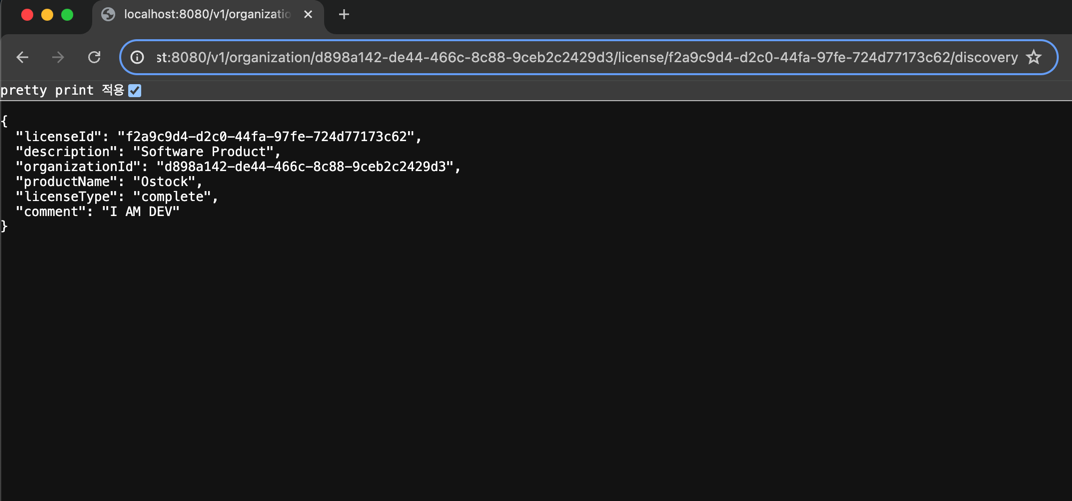 localhost:8080/v1/organizatio
st:8080/v1/organization/d898a142-de44-466c-8c88-9ceb2c2429d3/license/f2a9c9d4-d2c0-44fa-97fe-724d77173c62/discovery
pretty print 적용
{
  "licenseId": "f2a9c9d4-d2c0-44fa-97fe-724d77173c62",
  "description": "Software Product",
  "organizationId": "d898a142-de44-466c-8c88-9ceb2c2429d3",
  "productName": "Ostock",
  "licenseType": "complete",
  "comment": "I AM DEV"
}